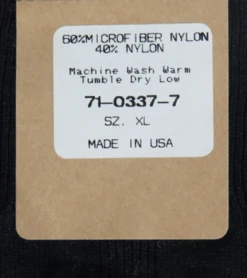 60%MICROFIBER NYLON
40% NYLON
Machine Wash Warm
Tumble Dry Low
71-0337-7
SZ. XL
MADE IN USA